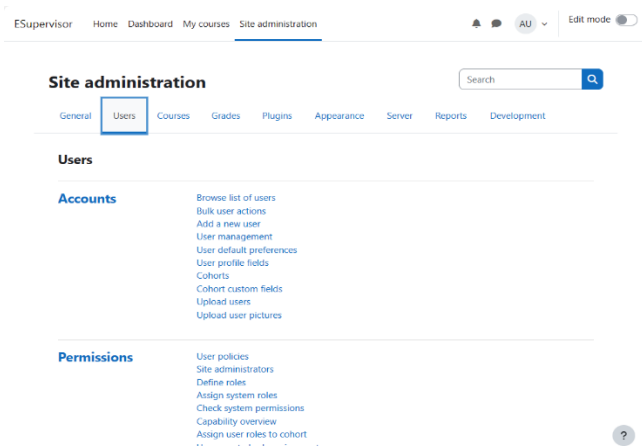 ESupervisor Home Dashboard My courses Site administration AU Edit mode
Site administration
Search
General Users Courses Grades Plugins Appearance Server Reports Development
Users
Accounts
Browse list of users
Bulk user actions
Add a new user
User management
User default preferences
User profile fields
Cohorts
Cohort custom fields
Upload users
Upload user pictures
Permissions
User policies
Site administrators
Define roles
Assign system roles
Check system permissions
Capability overview
Assign user roles to cohort
?